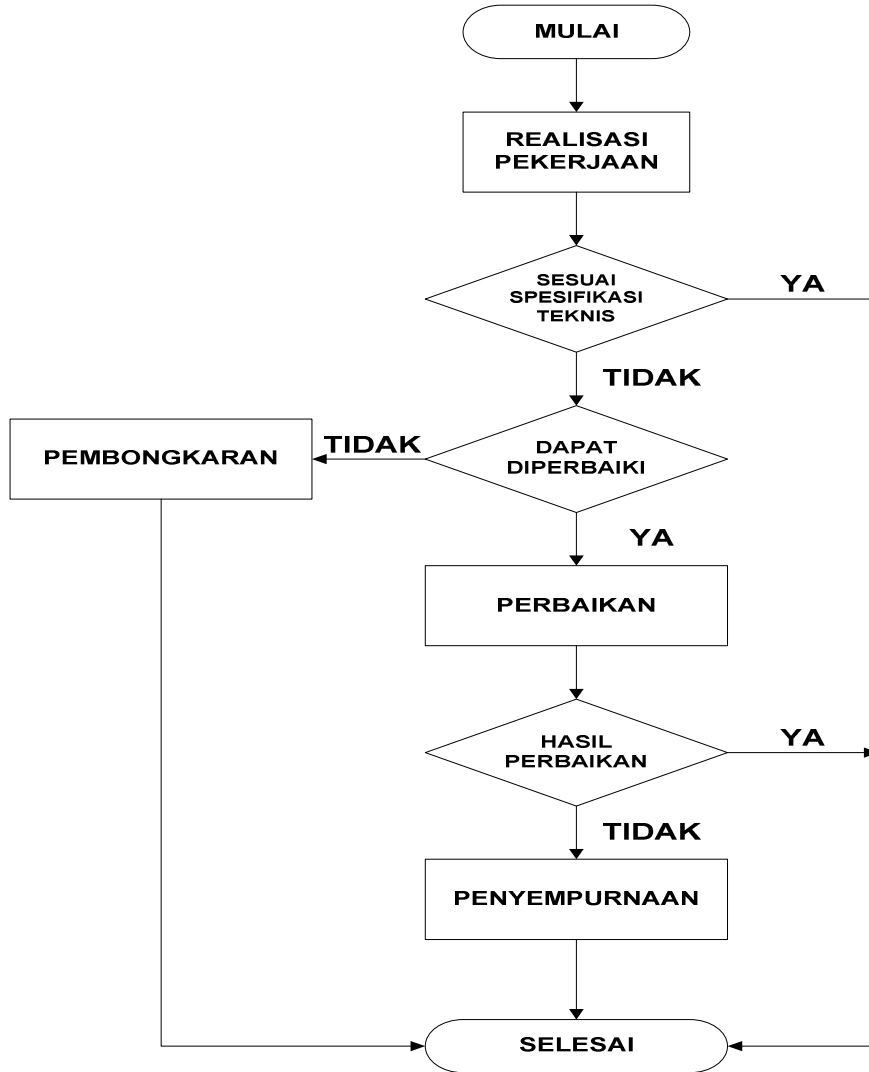 MULAI
REALISASI
PEKERJAAN
SESUAI
SPESIFIKASI
TEKNIS
YA
TIDAK
DAPAT
DIPERBAIKI
TIDAK
PEMBONGKARAN
YA
PERBAIKAN
HASIL
PERBAIKAN
YA
TIDAK
PENYEMPURNAAN
SELESAI